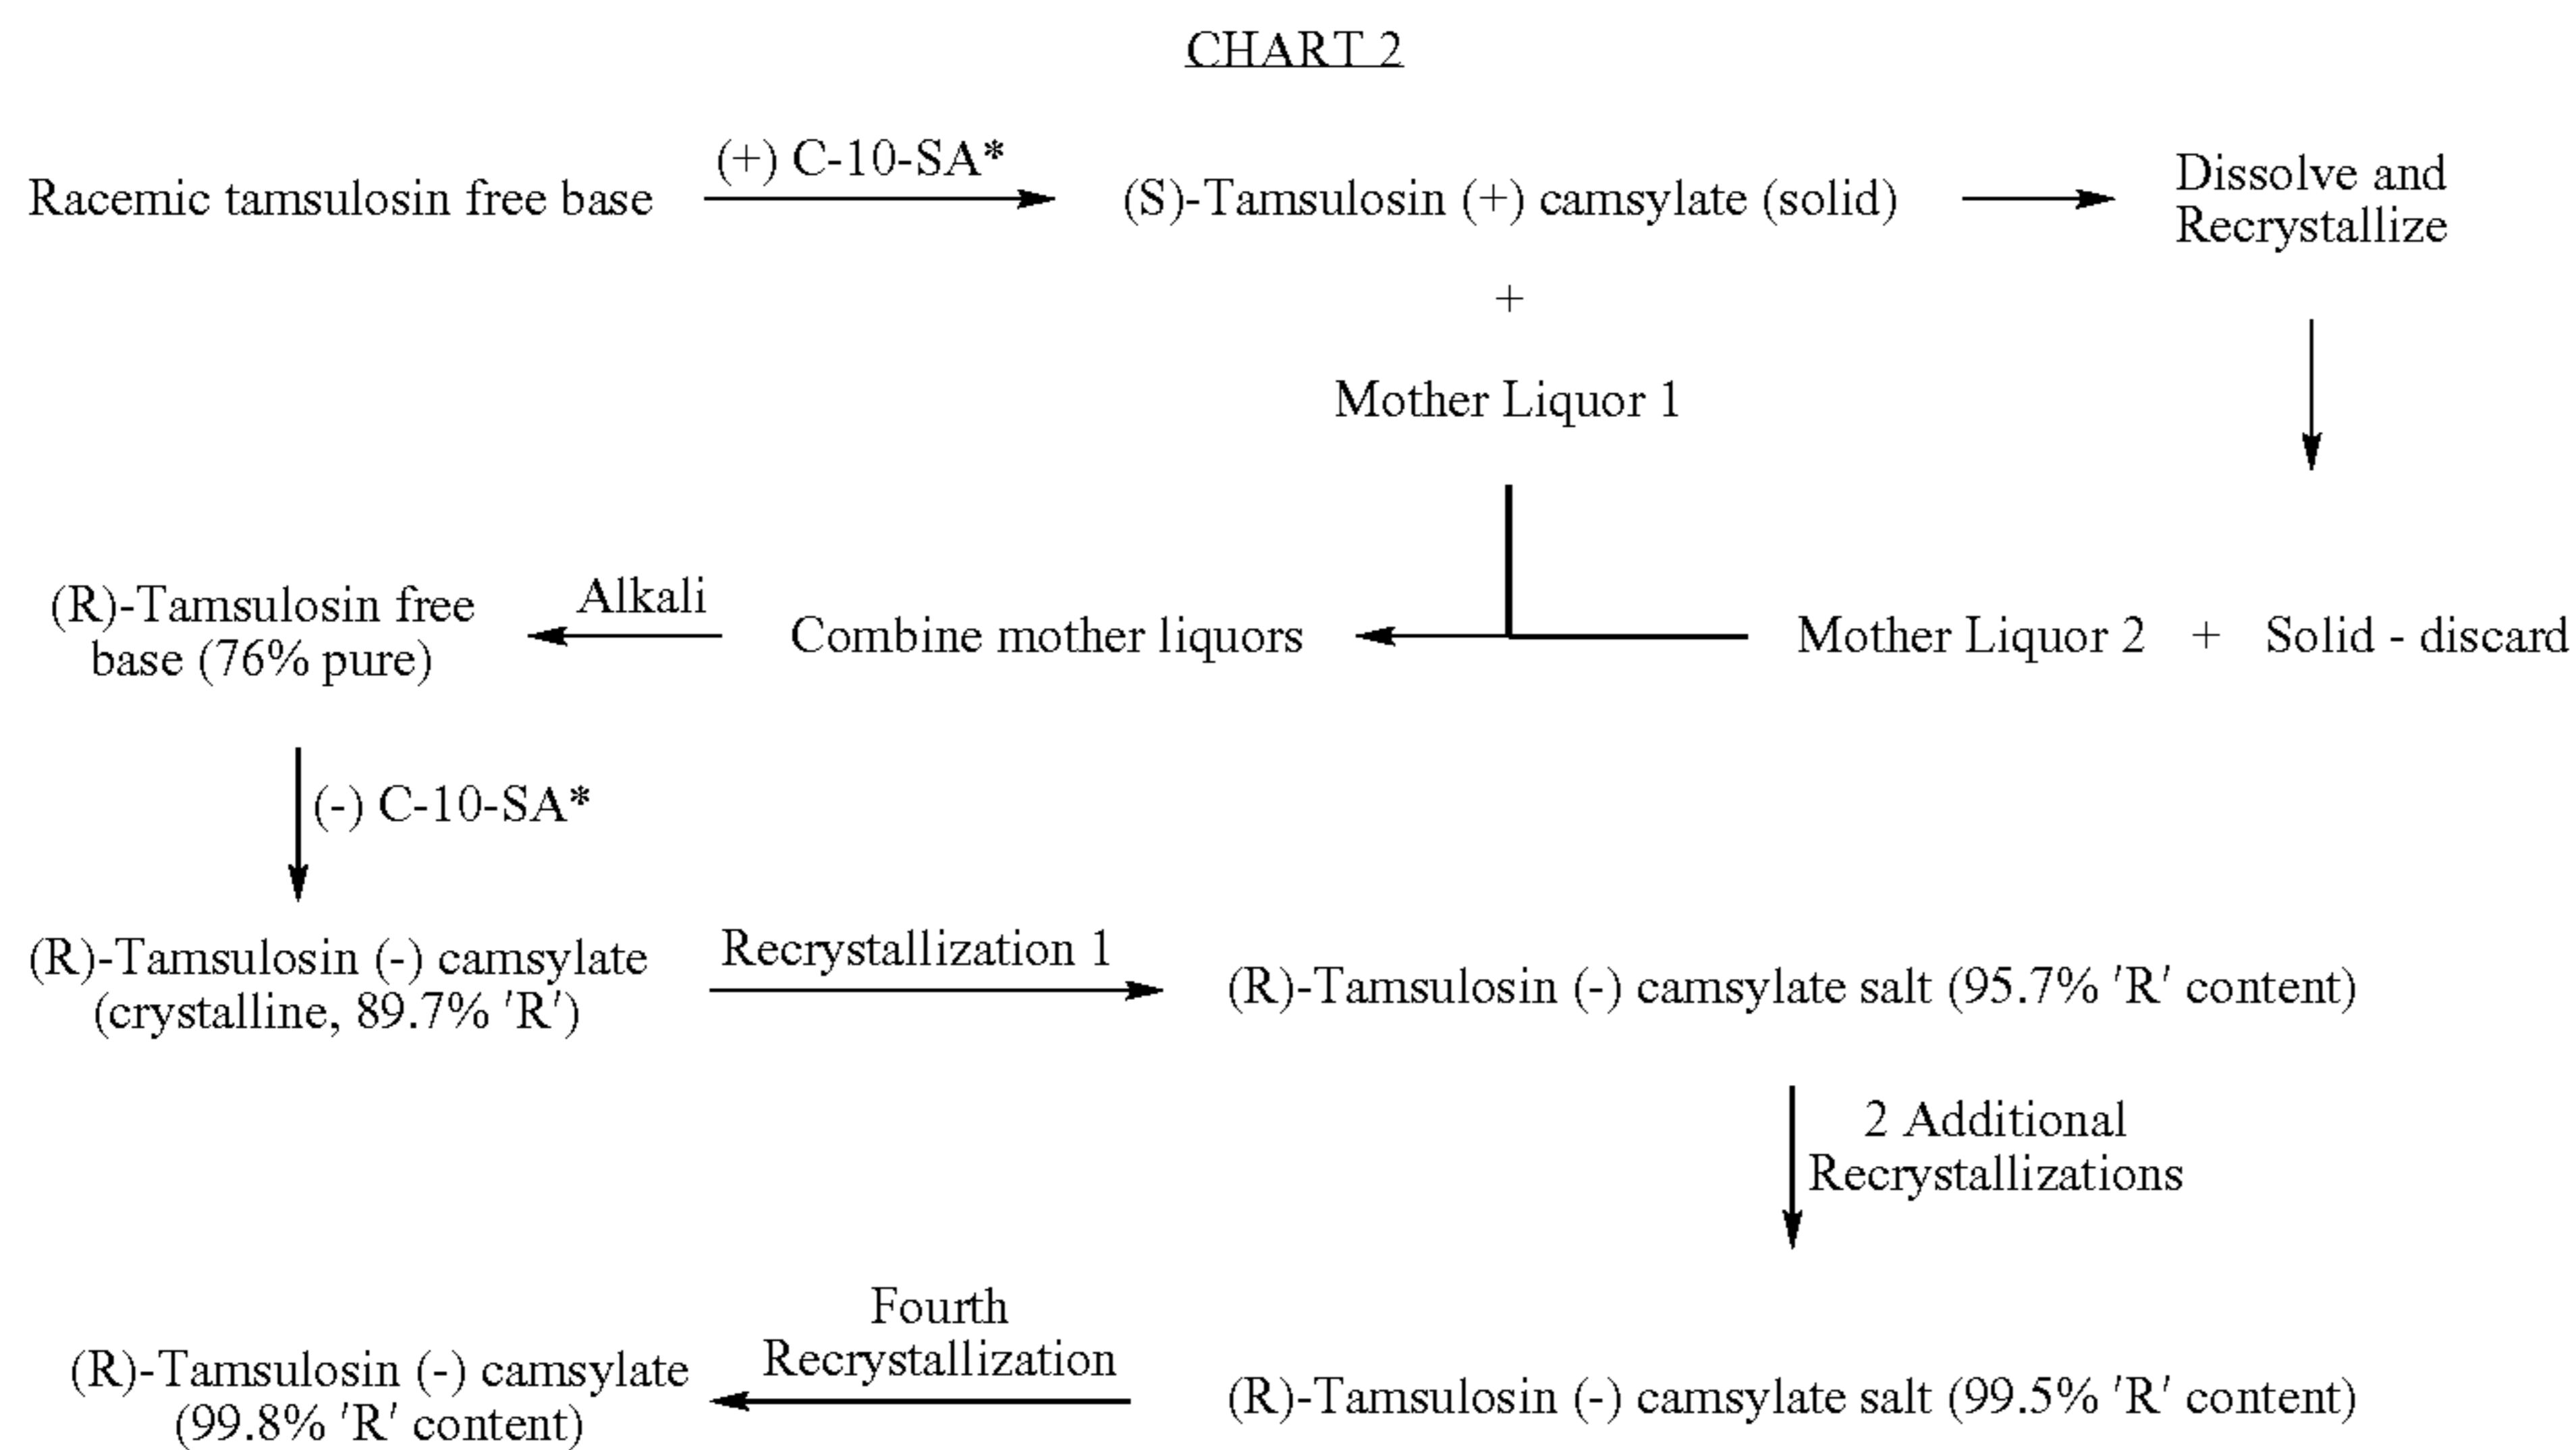 CHART 2
Racemic tamsulosin free base
(+) C-10-SA*
(S)-Tamsulosin (+) camsylate (solid)
Dissolve and
Recrystallize
+
Mother Liquor 1
(R)-Tamsulosin free
base (76% pure)
Alkali
Combine mother liquors
Mother Liquor 2 + Solid - discard
(-) C-10-SA*
(R)-Tamsulosin (-) camsylate
(crystalline, 89.7% 'R')
Recrystallization 1
(R)-Tamsulosin (-) camsylate salt (95.7% 'R' content)
2 Additional
Recrystallizations
(R)-Tamsulosin (-) camsylate
(99.8% 'R' content)
Fourth
Recrystallization
(R)-Tamsulosin (-) camsylate salt (99.5% 'R' content)